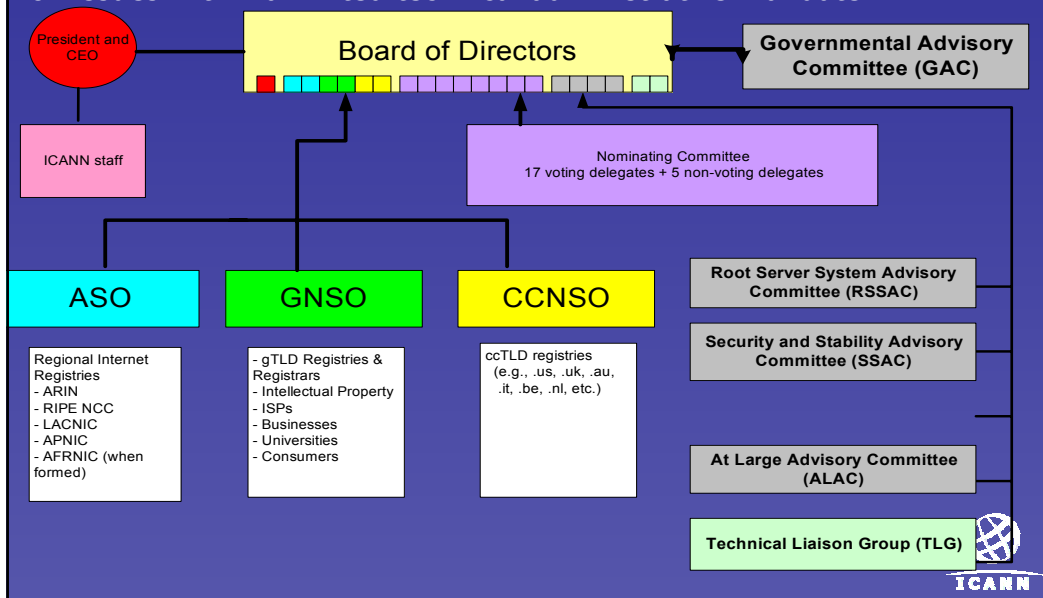 President and
CEO
Board of Directors
Governmental Advisory
Committee (GAC)
ICANN staff
Nominating Committee
17 voting delegates + 5 non-voting delegates
ASO
GNSO
CCNSO
Regional Internet
Registries
- ARIN
- RIPE NCC
- LACNIC
- APNIC
- AFRNIC (when
formed)
- gTLD Registries &
Registrars
- Intellectual Property
- ISPs
- Businesses
- Universities
- Consumers
ccTLD registries
(e.g., .us, .uk, .au,
.it, .be, .nl, etc.)
Root Server System Advisory
Committee (RSSAC)
Security and Stability Advisory
Committee (SSAC)
At Large Advisory Committee
(ALAC)
Technical Liaison Group (TLG)
ICANN